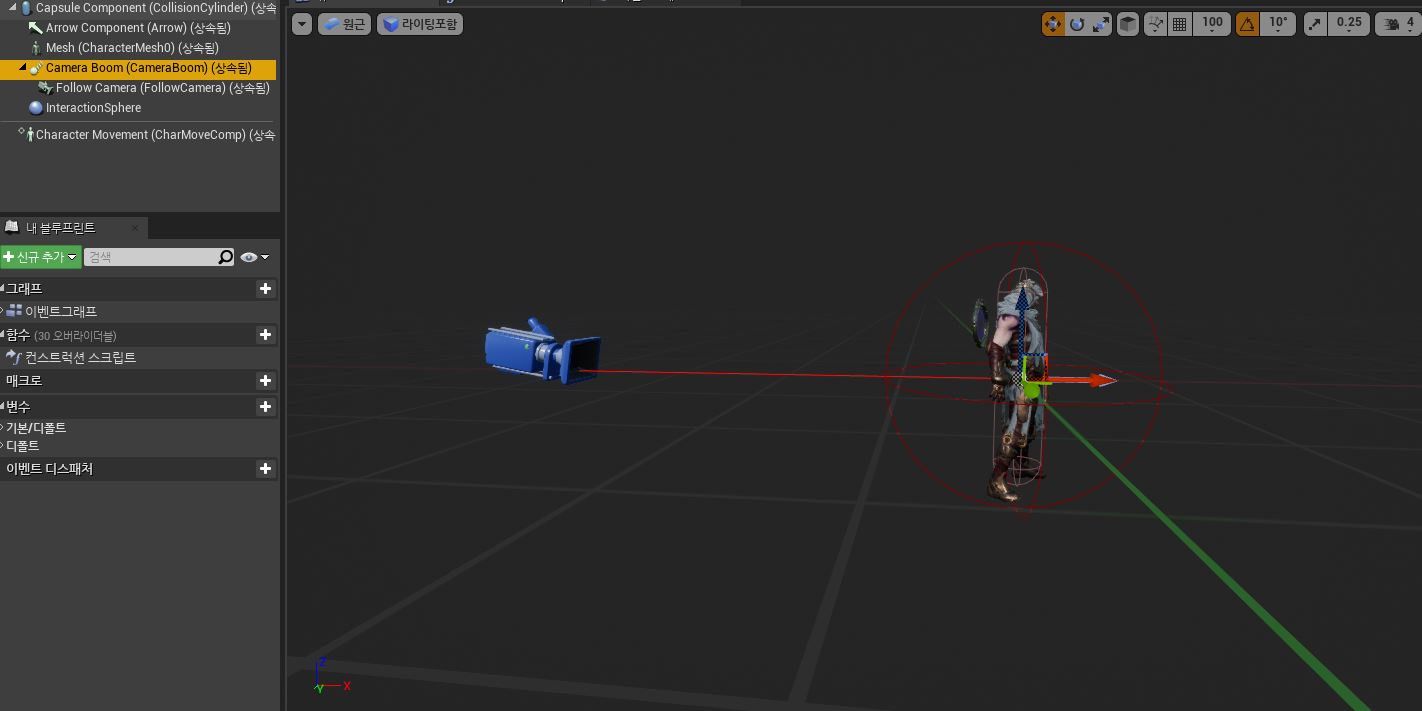 Capsule Component (CollisionCylinder) (상속
Arrow Component (Arrow) (상속됨)
Mesh (CharacterMesh0) (상속됨)
Camera Boom (CameraBoom) (상속됨)
Follow Camera (FollowCamera) (상속됨)
InteractionSphere
Character Movement (CharMoveComp) (상속
내 블루프린트
신규 추가
검색
그래프
이벤트그래프
함수 (30 오버라이더블)
컨스트럭션 스크립트
매크로
변수
기본/디폴트
디폴트
이벤트 디스패처
원근
라이팅포함
100
10°
0.25
4
Z
X
Y